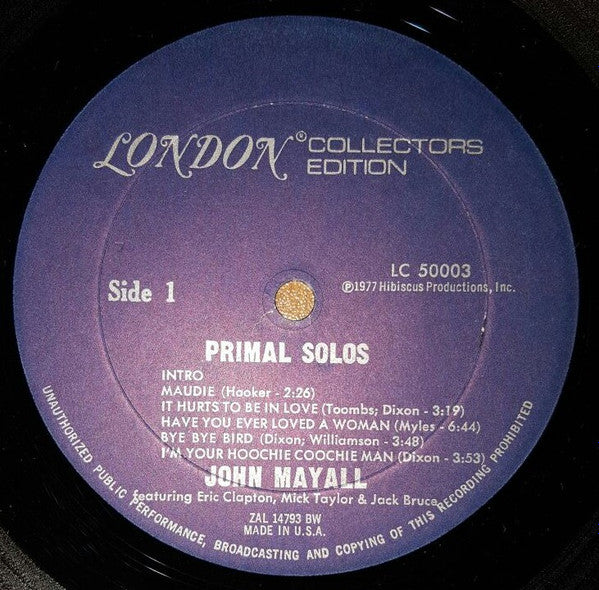 LONDON® COLLECTORS
EDITION
LC 50003
Side 1
℗1977 Hibiscus Productions, Inc.
PRIMAL SOLOS
INTRO
MAUDIE (Hooker - 2:26)
IT HURTS TO BE IN LOVE (Toombs; Dixon - 3:19)
HAVE YOU EVER LOVED A WOMAN (Myles - 6:44)
BYE BYE BIRD (Dixon; Williamson - 3:48)
I'M YOUR HOOCHIE COOCHIE MAN (Dixon - 3:53)
JOHN MAYALL
featuring Eric Clapton, Mick Taylor & Jack Bruce
ZAL 14793 BW
MADE IN U.S.A.
UNAUTHORIZED PUBLIC PERFORMANCE, BROADCASTING AND COPYING OF THIS RECORDING PROHIBITED